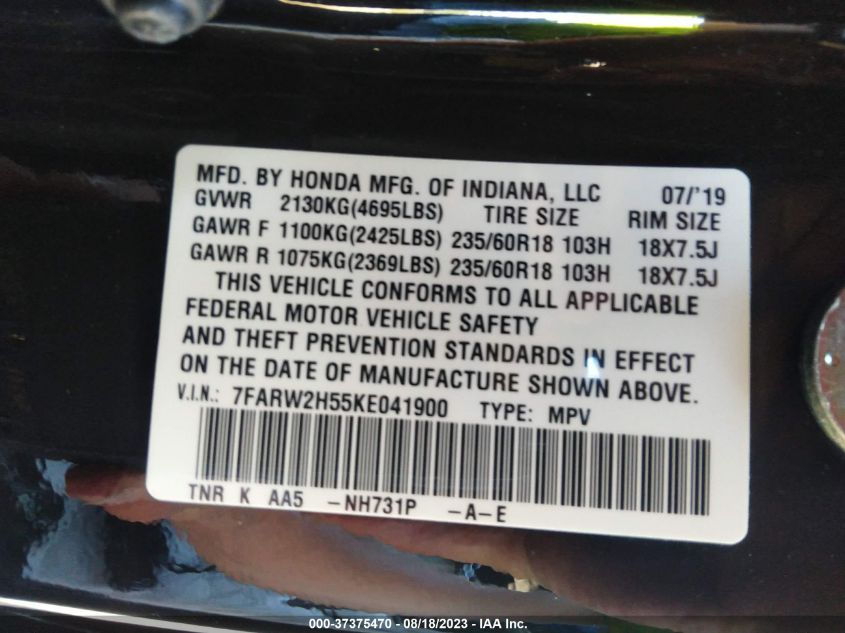 MFD. BY HONDA MFG. OF INDIANA, LLC 07/'19
GVWR 2130KG(4695LBS) TIRE SIZE RIM SIZE
GAWR F 1100KG(2425LBS) 235/60R18 103H 18X7.5J
GAWR R 1075KG(2369LBS) 235/60R18 103H 18X7.5J
THIS VEHICLE CONFORMS TO ALL APPLICABLE
FEDERAL MOTOR VEHICLE SAFETY
AND THEFT PREVENTION STANDARDS IN EFFECT
ON THE DATE OF MANUFACTURE SHOWN ABOVE.
V.I.N.: 7FARW2H55KE041900 TYPE: MPV
TNR K AA5 -NH731P -A-E
000-37375470 - 08/18/2023 - IAA Inc.